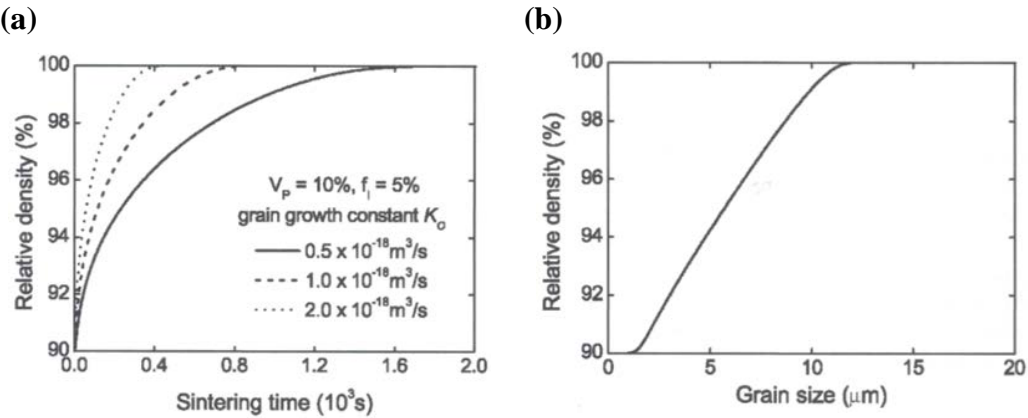 (a)
(b)
Relative density (%)
100
98
96
94
92
90
V_P = 10%, f_l = 5%
grain growth constant K_G
0.5 x 10^-18 m^3/s
1.0 x 10^-18 m^3/s
2.0 x 10^-18 m^3/s
0.0 0.4 0.8 1.2 1.6 2.0
Sintering time (10^3s)
Relative density (%)
100
98
96
94
92
90
0 5 10 15 20
Grain size (μm)